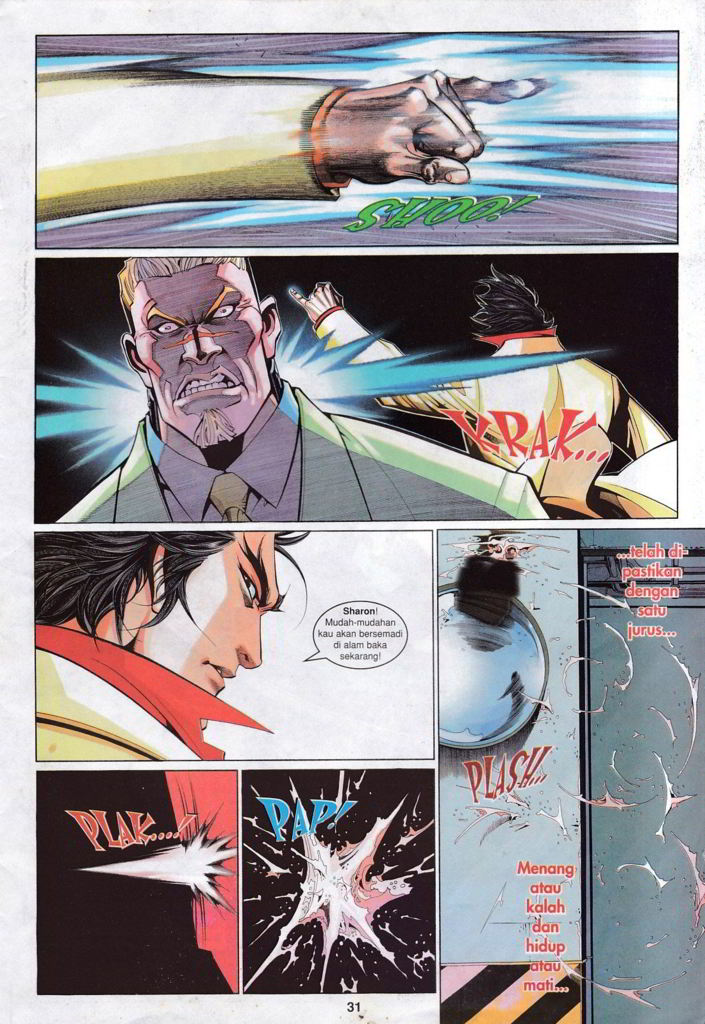 SHOO!
KRAK...
Sharon!
Mudah-mudahan
kau akan bersemadi
di alam baka
sekarang!
...telah di-
pastikan
dengan
satu
jurus...
PLAK....!
PAP!
PLASH...
Menang
atau
kalah
dan
hidup
atau
mati...
31